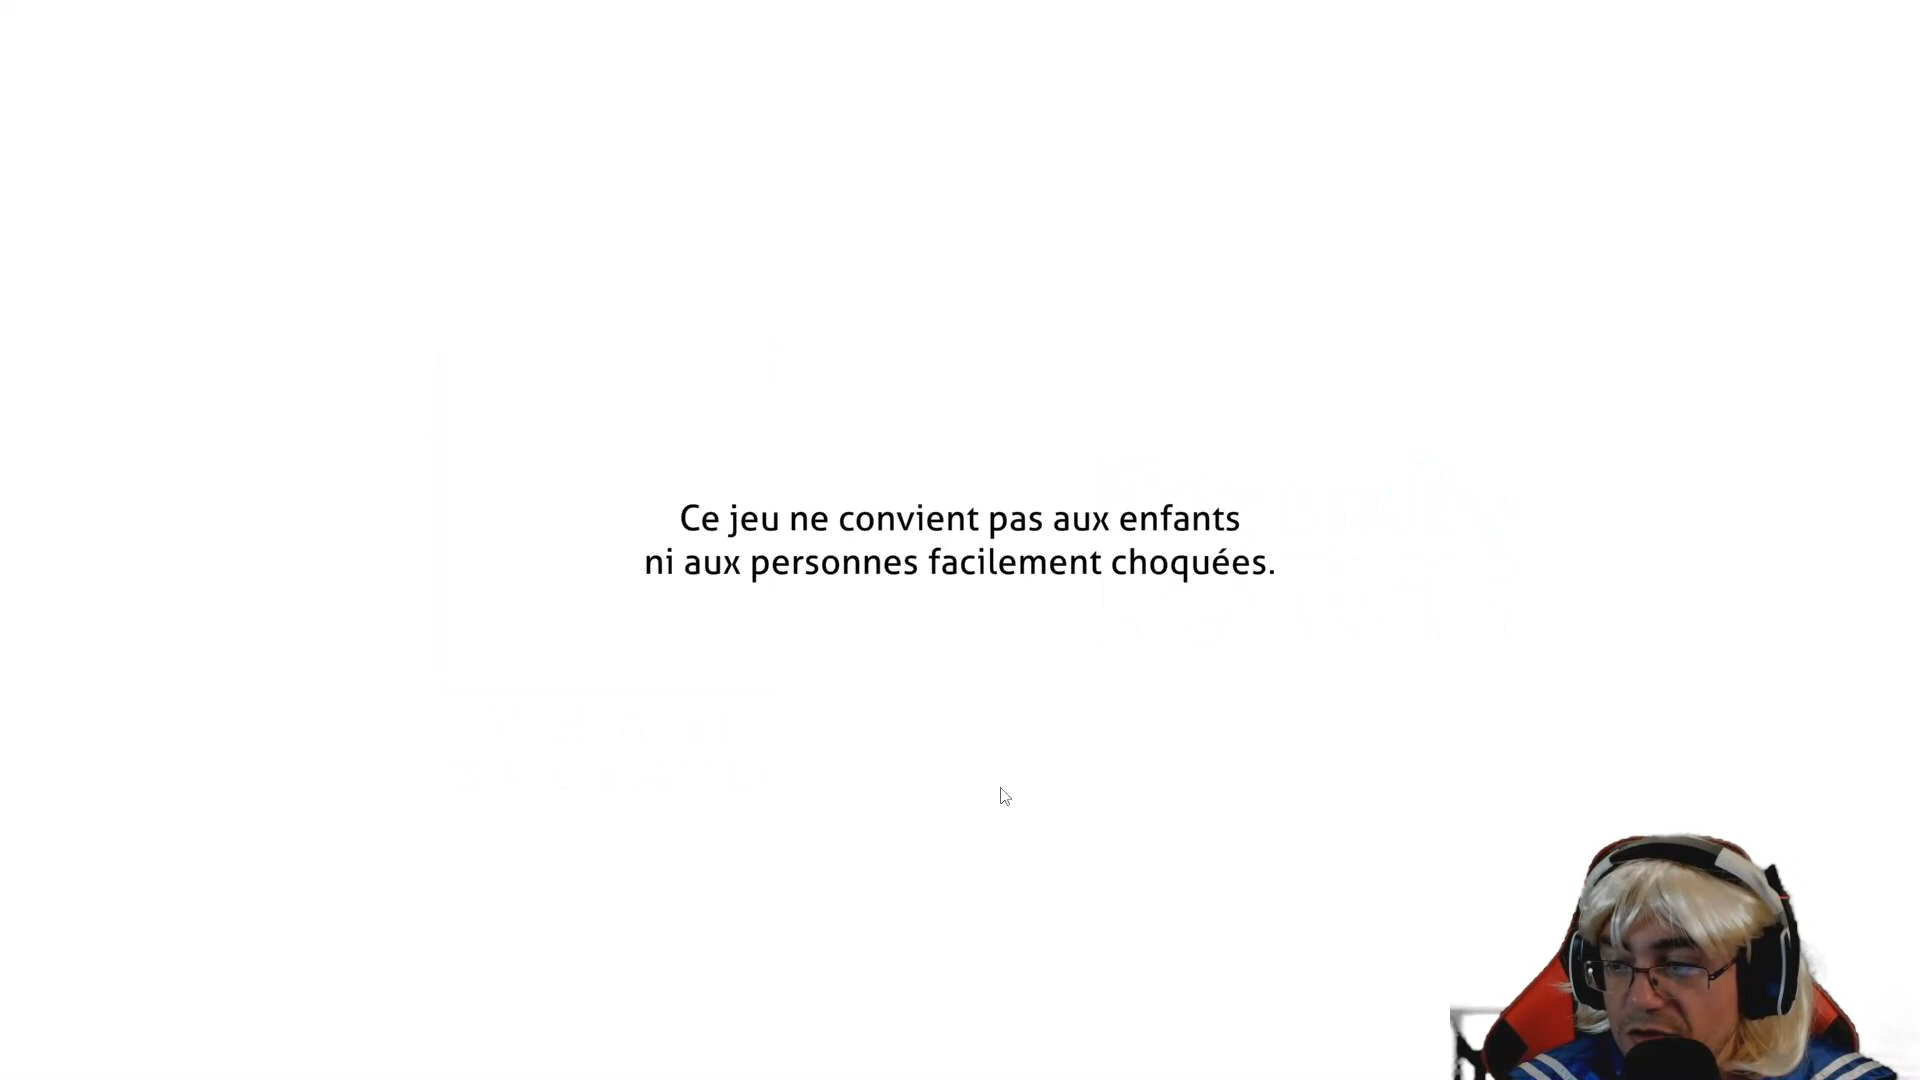 Ce jeu ne convient pas aux enfants
ni aux personnes facilement choquées.